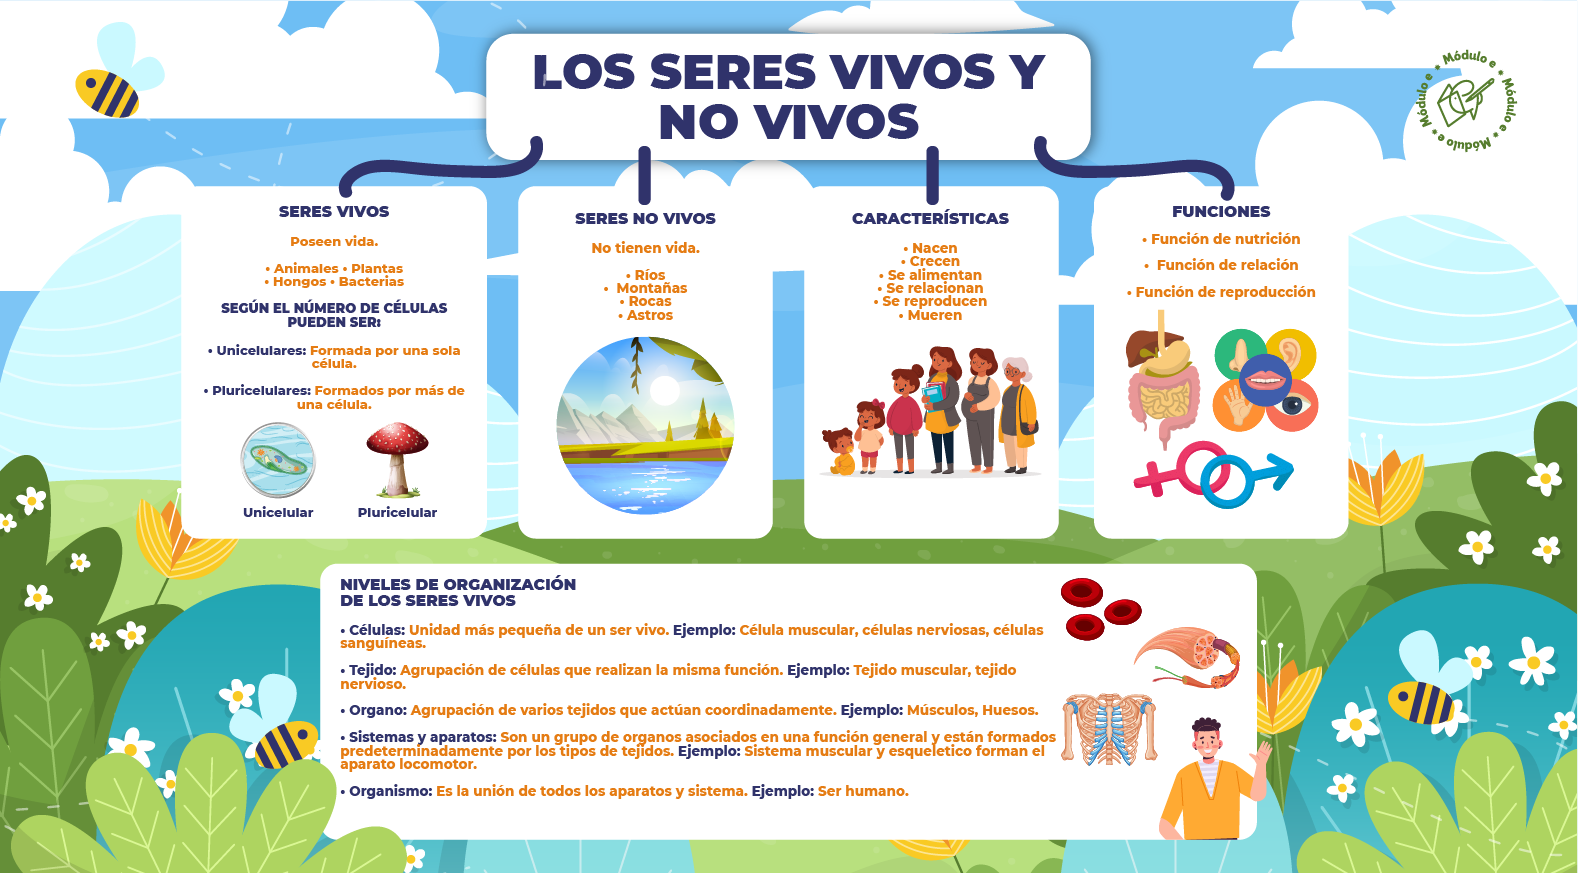 LOS SERES VIVOS Y
NO VIVOS
* Módulo e * Módulo e * Módulo e * Módulo e
SERES VIVOS
Poseen vida.
• Animales • Plantas
• Hongos • Bacterias
SEGÚN EL NÚMERO DE CÉLULAS
PUEDEN SER:
• Unicelulares: Formada por una sola
célula.
• Pluricelulares: Formados por más de
una célula.
Unicelular
Pluricelular
SERES NO VIVOS
No tienen vida.
• Ríos
• Montañas
• Rocas
• Astros
CARACTERÍSTICAS
• Nacen
• Crecen
• Se alimentan
• Se relacionan
• Se reproducen
• Mueren
FUNCIONES
• Función de nutrición
• Función de relación
• Función de reproducción
NIVELES DE ORGANIZACIÓN
DE LOS SERES VIVOS
• Células: Unidad más pequeña de un ser vivo. Ejemplo: Célula muscular, células nerviosas, células
sanguíneas.
• Tejido: Agrupación de células que realizan la misma función. Ejemplo: Tejido muscular, tejido
nervioso.
• Organo: Agrupación de varios tejidos que actúan coordinadamente. Ejemplo: Músculos, Huesos.
• Sistemas y aparatos: Son un grupo de organos asociados en una función general y están formados
predeterminadamente por los tipos de tejidos. Ejemplo: Sistema muscular y esqueletico forman el
aparato locomotor.
• Organismo: Es la unión de todos los aparatos y sistema. Ejemplo: Ser humano.